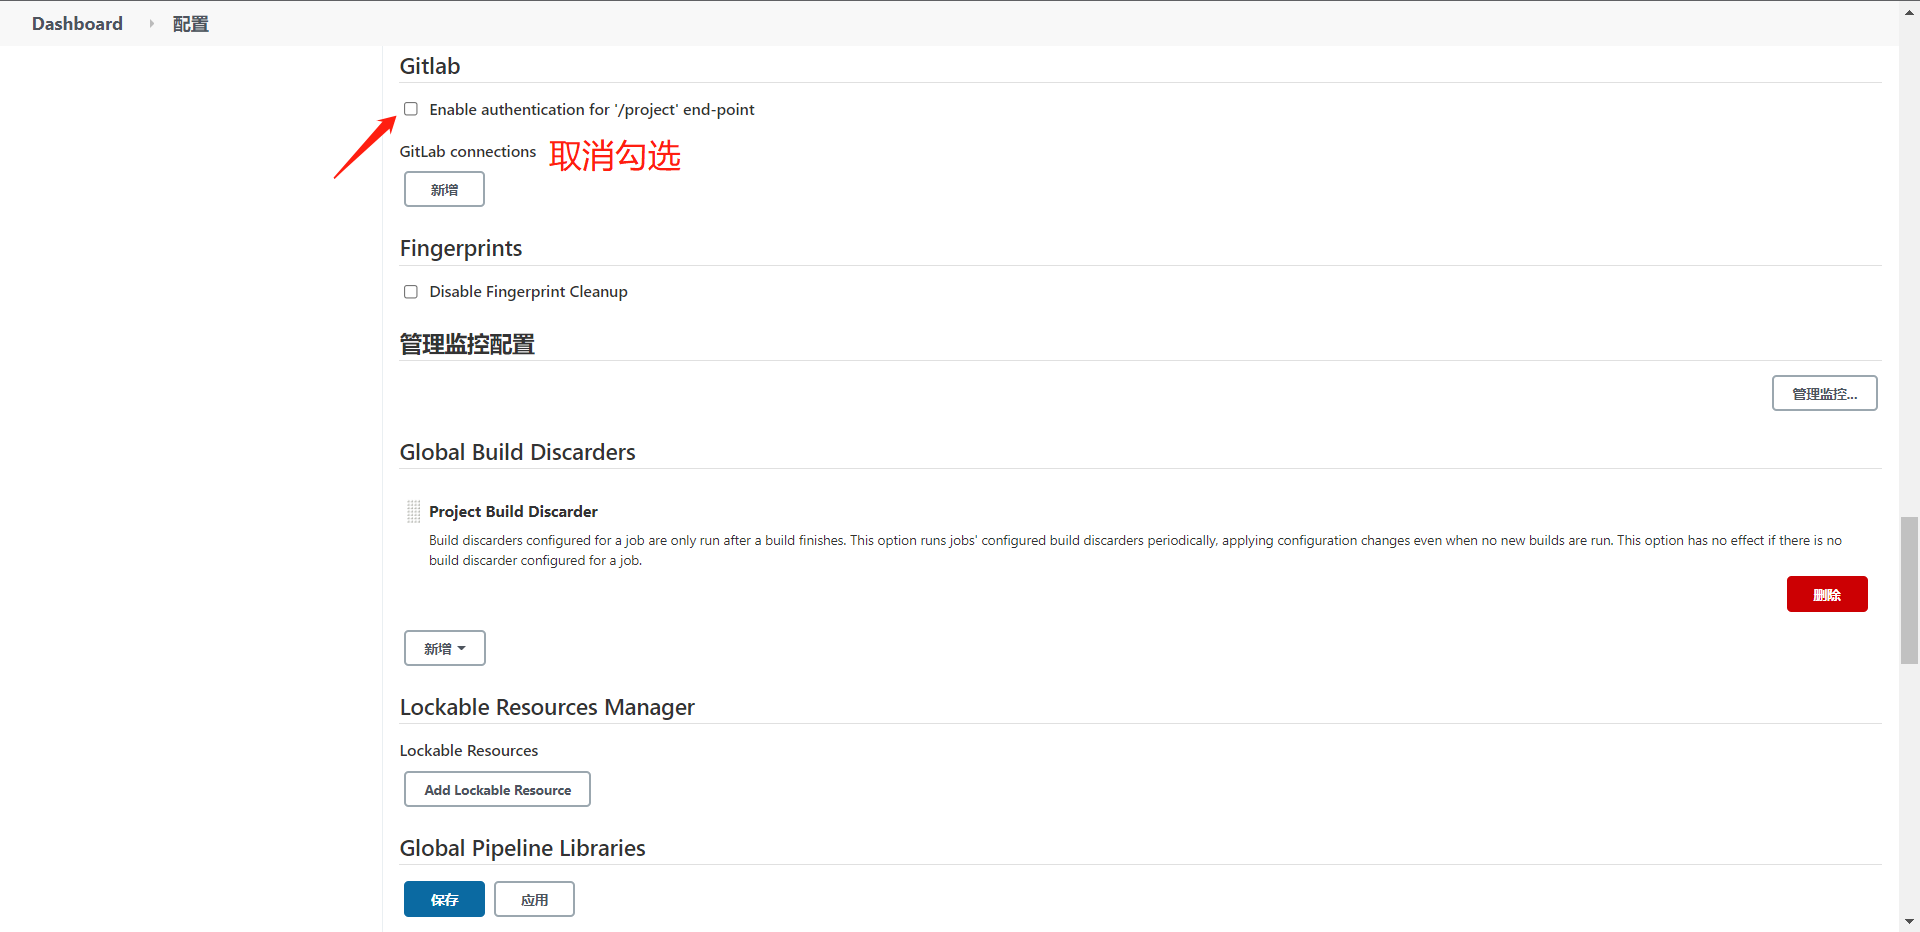 Dashboard 配置
Gitlab
Enable authentication for '/project' end-point
GitLab connections 取消勾选
新增
Fingerprints
Disable Fingerprint Cleanup
管理监控配置
管理监控...
Global Build Discarders
Project Build Discarder
Build discarders configured for a job are only run after a build finishes. This option runs jobs' configured build discarders periodically, applying configuration changes even when no new builds are run. This option has no effect if there is no
build discarder configured for a job.
删除
新增
Lockable Resources Manager
Lockable Resources
Add Lockable Resource
Global Pipeline Libraries
保存 应用